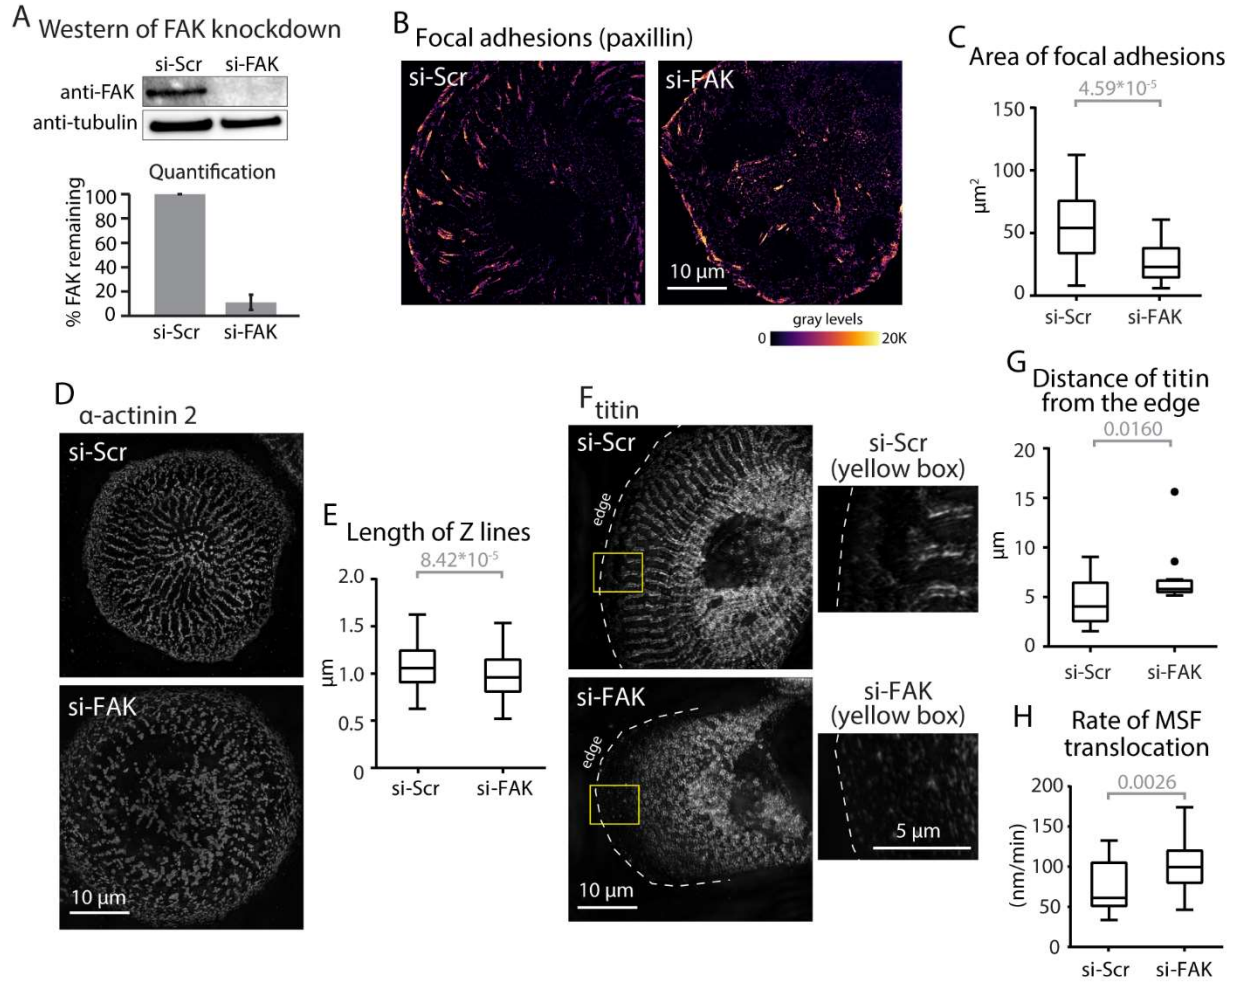 A Western of FAK knockdown
si-Scr si-FAK
anti-FAK
anti-tubulin
Quantification
% FAK remaining
100
80
60
40
20
0
si-Scr si-FAK
B Focal adhesions (paxillin)
si-Scr
si-FAK
10 µm
gray levels
0 20K
C Area of focal adhesions
4.59*10⁻⁵
µm²
150
100
50
0
si-Scr si-FAK
D α-actinin 2
si-Scr
si-FAK
10 µm
E Length of Z lines
8.42*10⁻⁵
µm
2.0
1.5
1.0
0.5
0
si-Scr si-FAK
F titin
si-Scr
edge
si-Scr
(yellow box)
si-FAK
edge
10 µm
si-FAK
(yellow box)
5 µm
G Distance of titin
from the edge
0.0160
µm
20
15
10
5
0
si-Scr si-FAK
H Rate of MSF
translocation
0.0026
(nm/min)
200
150
100
50
0
si-Scr si-FAK